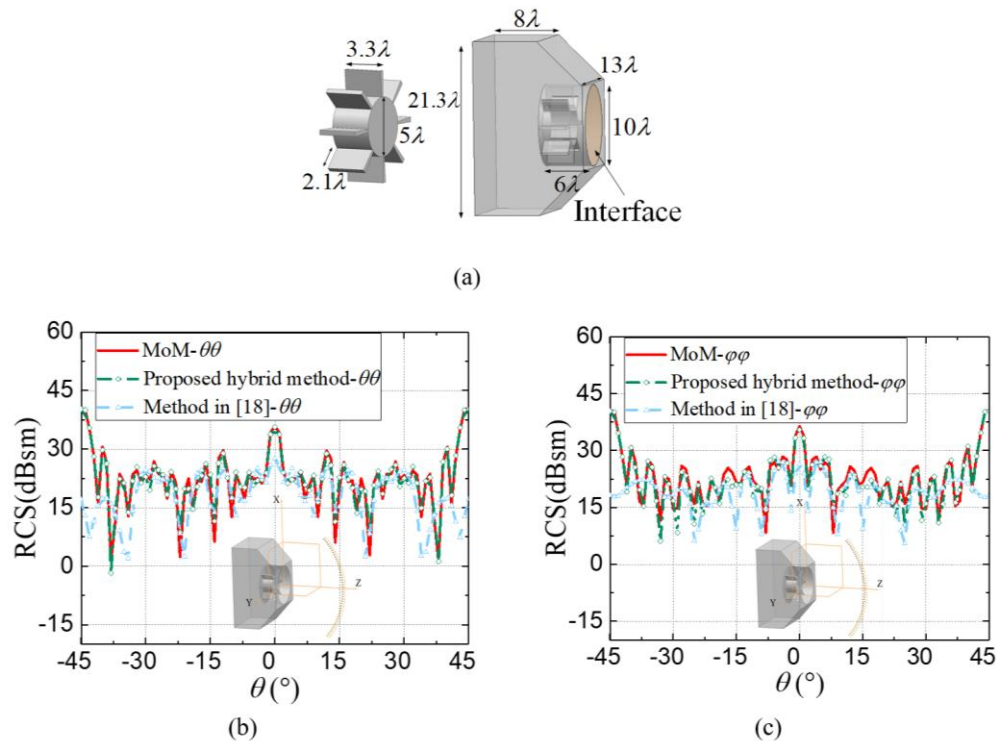 8λ
3.3λ
13λ
21.3λ
5λ
10λ
2.1λ
6λ
Interface
(a)
60
MoM-θθ
Proposed hybrid method-θθ
Method in [18]-θθ
45
30
15
0
-15
RCS(dBsm)
X
Y
Z
-45
-30
-15
0
15
30
45
θ(°)
(b)
60
MoM-φφ
Proposed hybrid method-φφ
Method in [18]-φφ
45
30
15
0
-15
RCS(dBsm)
X
Y
Z
-45
-30
-15
0
15
30
45
θ(°)
(c)